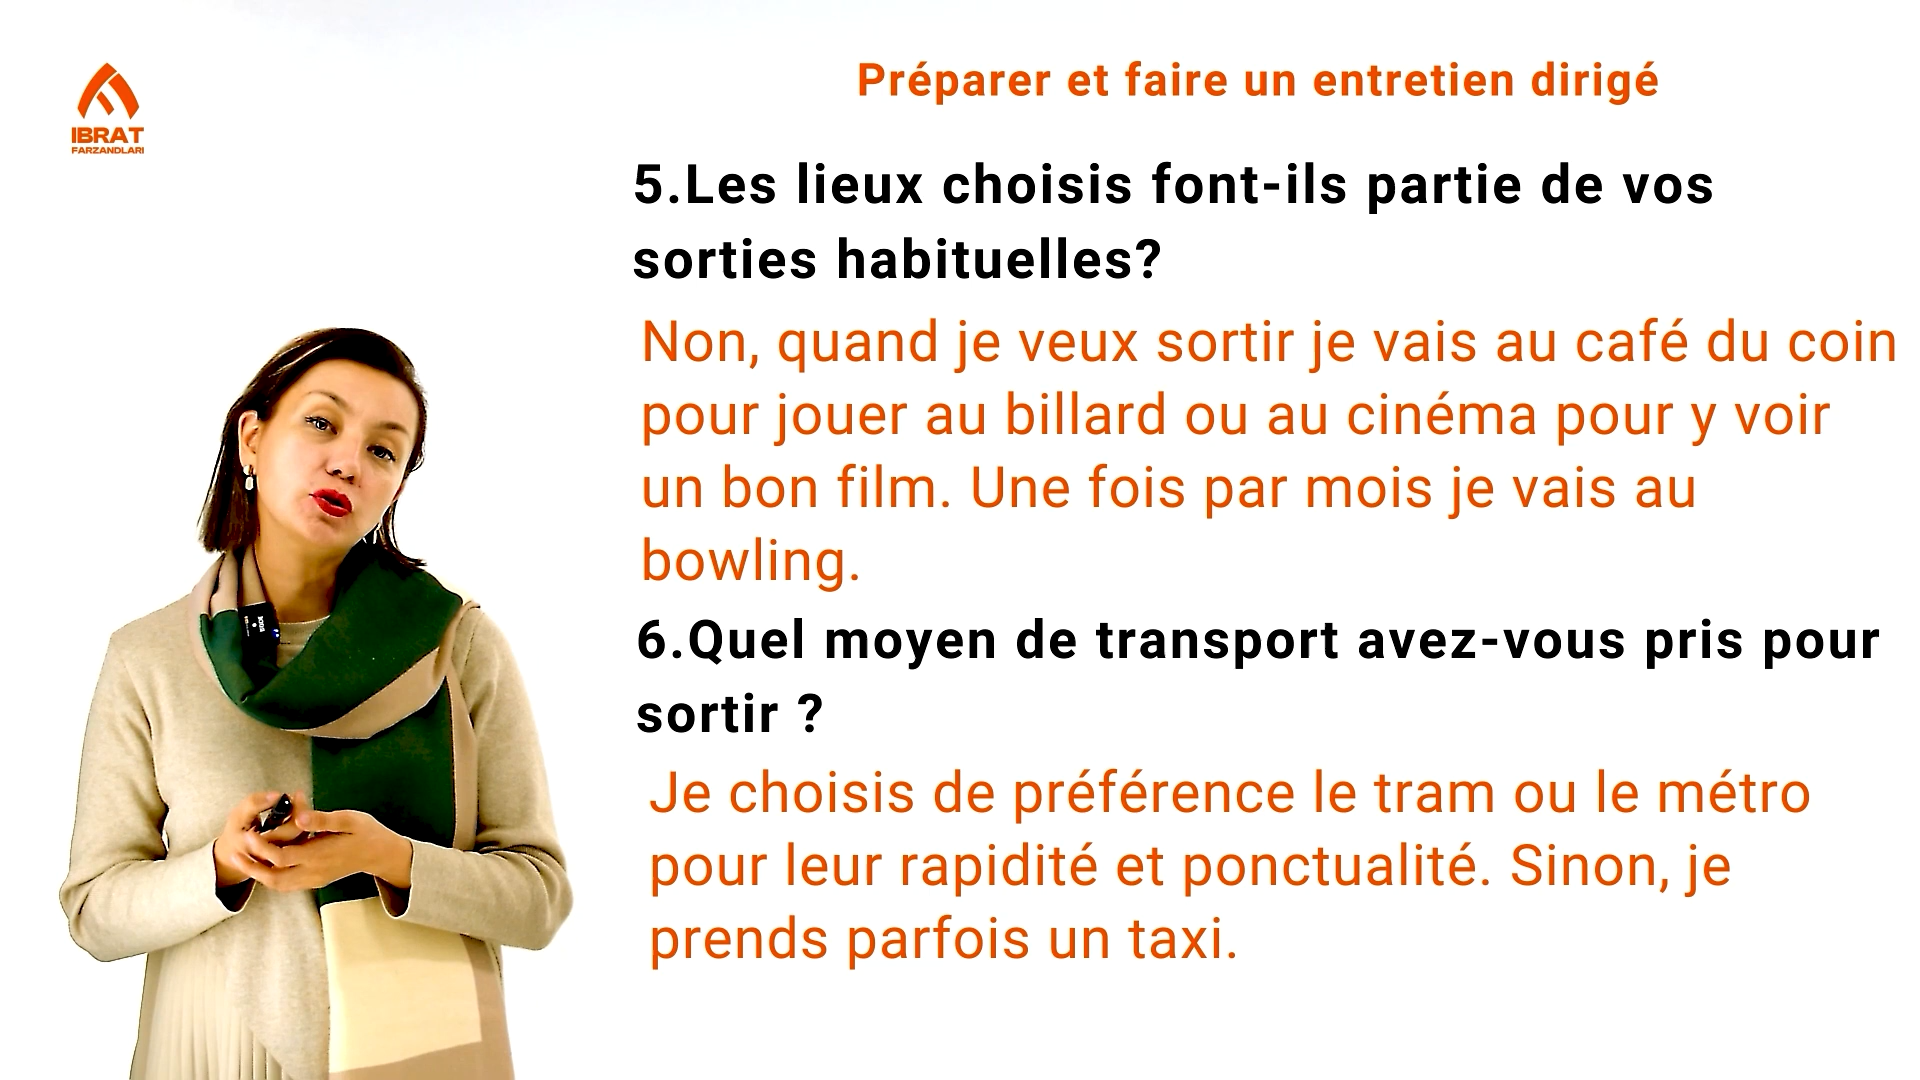 IBRAT
FARZANDLARI
Préparer et faire un entretien dirigé
5.Les lieux choisis font-ils partie de vos
sorties habituelles?
Non, quand je veux sortir je vais au café du coin
pour jouer au billard ou au cinéma pour y voir
un bon film. Une fois par mois je vais au
bowling.
6.Quel moyen de transport avez-vous pris pour
sortir ?
Je choisis de préférence le tram ou le métro
pour leur rapidité et ponctualité. Sinon, je
prends parfois un taxi.